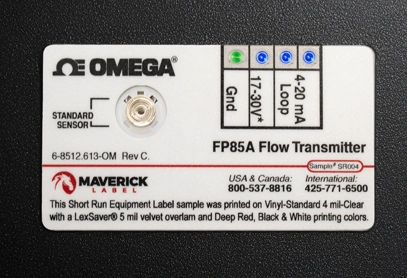 OMEGA®
STANDARD
SENSOR
Gnd
17-30V*
4-20 mA
Loop
6-8512.613-OM Rev C.
FP85A Flow Transmitter
Sample# SR004
MAVERICK
LABEL
USA & Canada: International:
800-537-8816 425-771-6500
This Short Run Equipment Label sample was printed on Vinyl-Standard 4 mil-Clear
with a LexSaver® 5 mil velvet overlam and Deep Red, Black & White printing colors.